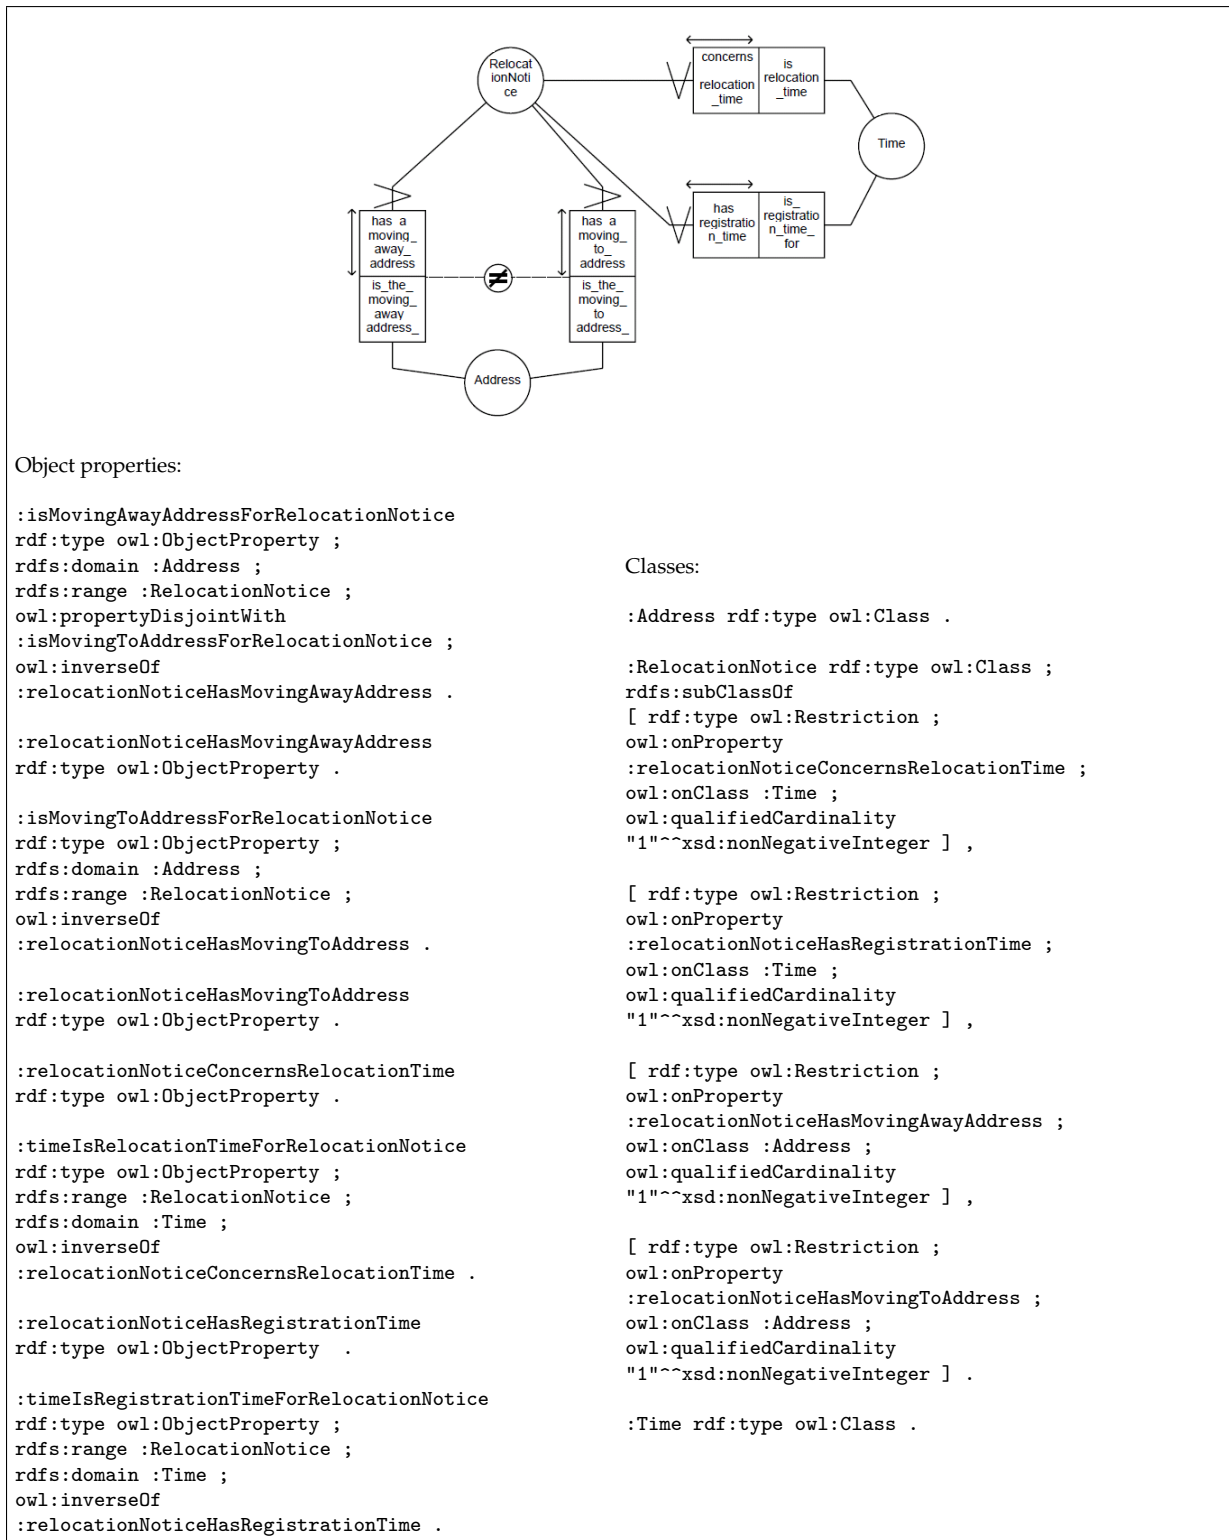 Relocat
ionNoti
ce
concerns
relocation
_time
is
relocation
_time
Time
has
registratio
n_time
is_
registratio
n_time_
for
has a
moving_
away_
address
is_the_
moving_
away
address_
≠
has a
moving_
to_
address
is_the_
moving_
to
address_
Address
Object properties:
:isMovingAwayAddressForRelocationNotice
rdf:type owl:ObjectProperty ;
rdfs:domain :Address ;
rdfs:range :RelocationNotice ;
owl:propertyDisjointWith
:isMovingToAddressForRelocationNotice ;
owl:inverseOf
:relocationNoticeHasMovingAwayAddress .
:relocationNoticeHasMovingAwayAddress
rdf:type owl:ObjectProperty .
:isMovingToAddressForRelocationNotice
rdf:type owl:ObjectProperty ;
rdfs:domain :Address ;
rdfs:range :RelocationNotice ;
owl:inverseOf
:relocationNoticeHasMovingToAddress .
:relocationNoticeHasMovingToAddress
rdf:type owl:ObjectProperty .
:relocationNoticeConcernsRelocationTime
rdf:type owl:ObjectProperty .
:timeIsRelocationTimeForRelocationNotice
rdf:type owl:ObjectProperty ;
rdfs:range :RelocationNotice ;
rdfs:domain :Time ;
owl:inverseOf
:relocationNoticeConcernsRelocationTime .
:relocationNoticeHasRegistrationTime
rdf:type owl:ObjectProperty  .
:timeIsRegistrationTimeForRelocationNotice
rdf:type owl:ObjectProperty ;
rdfs:range :RelocationNotice ;
rdfs:domain :Time ;
owl:inverseOf
:relocationNoticeHasRegistrationTime .
Classes:
:Address rdf:type owl:Class .
:RelocationNotice rdf:type owl:Class ;
rdfs:subClassOf
[ rdf:type owl:Restriction ;
owl:onProperty
:relocationNoticeConcernsRelocationTime ;
owl:onClass :Time ;
owl:qualifiedCardinality
"1"^^xsd:nonNegativeInteger ] ,
[ rdf:type owl:Restriction ;
owl:onProperty
:relocationNoticeHasRegistrationTime ;
owl:onClass :Time ;
owl:qualifiedCardinality
"1"^^xsd:nonNegativeInteger ] ,
[ rdf:type owl:Restriction ;
owl:onProperty
:relocationNoticeHasMovingAwayAddress ;
owl:onClass :Address ;
owl:qualifiedCardinality
"1"^^xsd:nonNegativeInteger ] ,
[ rdf:type owl:Restriction ;
owl:onProperty
:relocationNoticeHasMovingToAddress ;
owl:onClass :Address ;
owl:qualifiedCardinality
"1"^^xsd:nonNegativeInteger ] .
:Time rdf:type owl:Class .